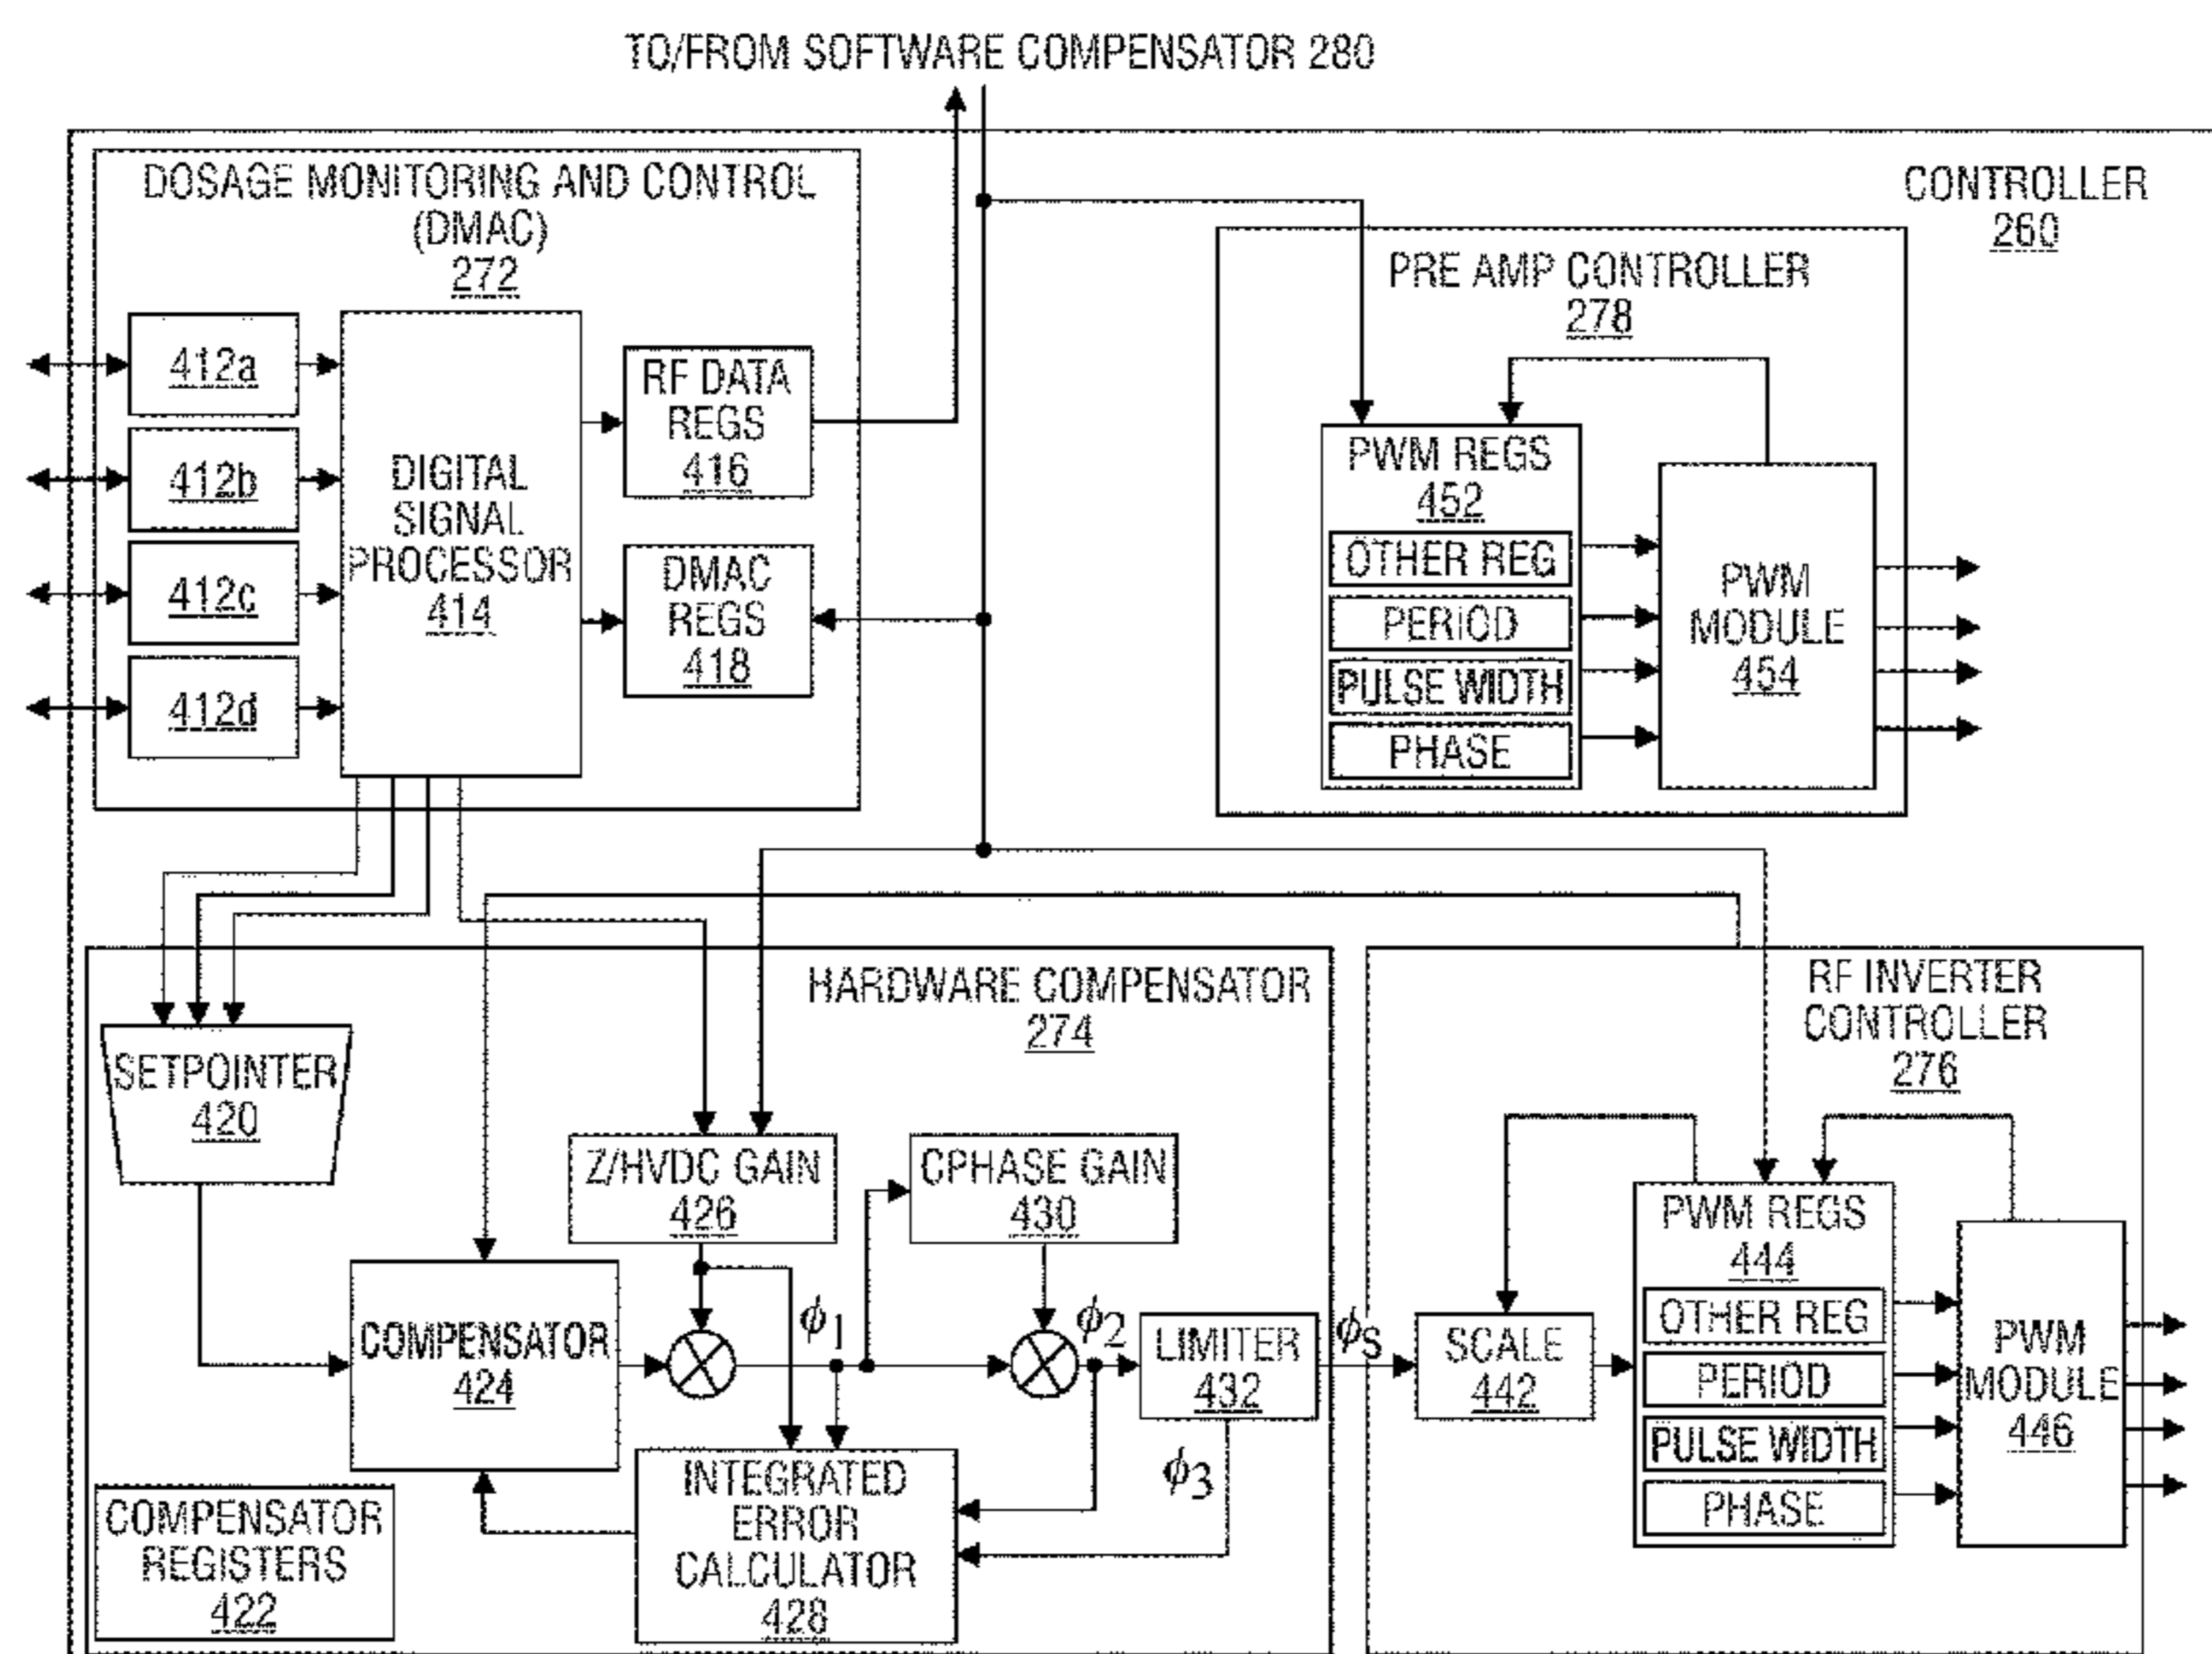 TO/FROM SOFTWARE COMPENSATOR 280
DOSAGE MONITORING AND CONTROL
(DMAC)
272
412a
412b
412c
412d
DIGITAL
SIGNAL
PROCESSOR
414
RF DATA
REGS
416
DMAC
REGS
418
CONTROLLER
260
PRE AMP CONTROLLER
278
PWM REGS
452
OTHER REG
PERIOD
PULSE WIDTH
PHASE
PWM
MODULE
454
HARDWARE COMPENSATOR
274
SETPOINTER
420
Z/HVDC GAIN
426
CPHASE GAIN
430
COMPENSATOR
424
ϕ1
ϕ2
LIMITER
432
ϕS
ϕ3
INTEGRATED
ERROR
CALCULATOR
428
COMPENSATOR
REGISTERS
422
RF INVERTER
CONTROLLER
276
SCALE
442
PWM REGS
444
OTHER REG
PERIOD
PULSE WIDTH
PHASE
PWM
MODULE
446